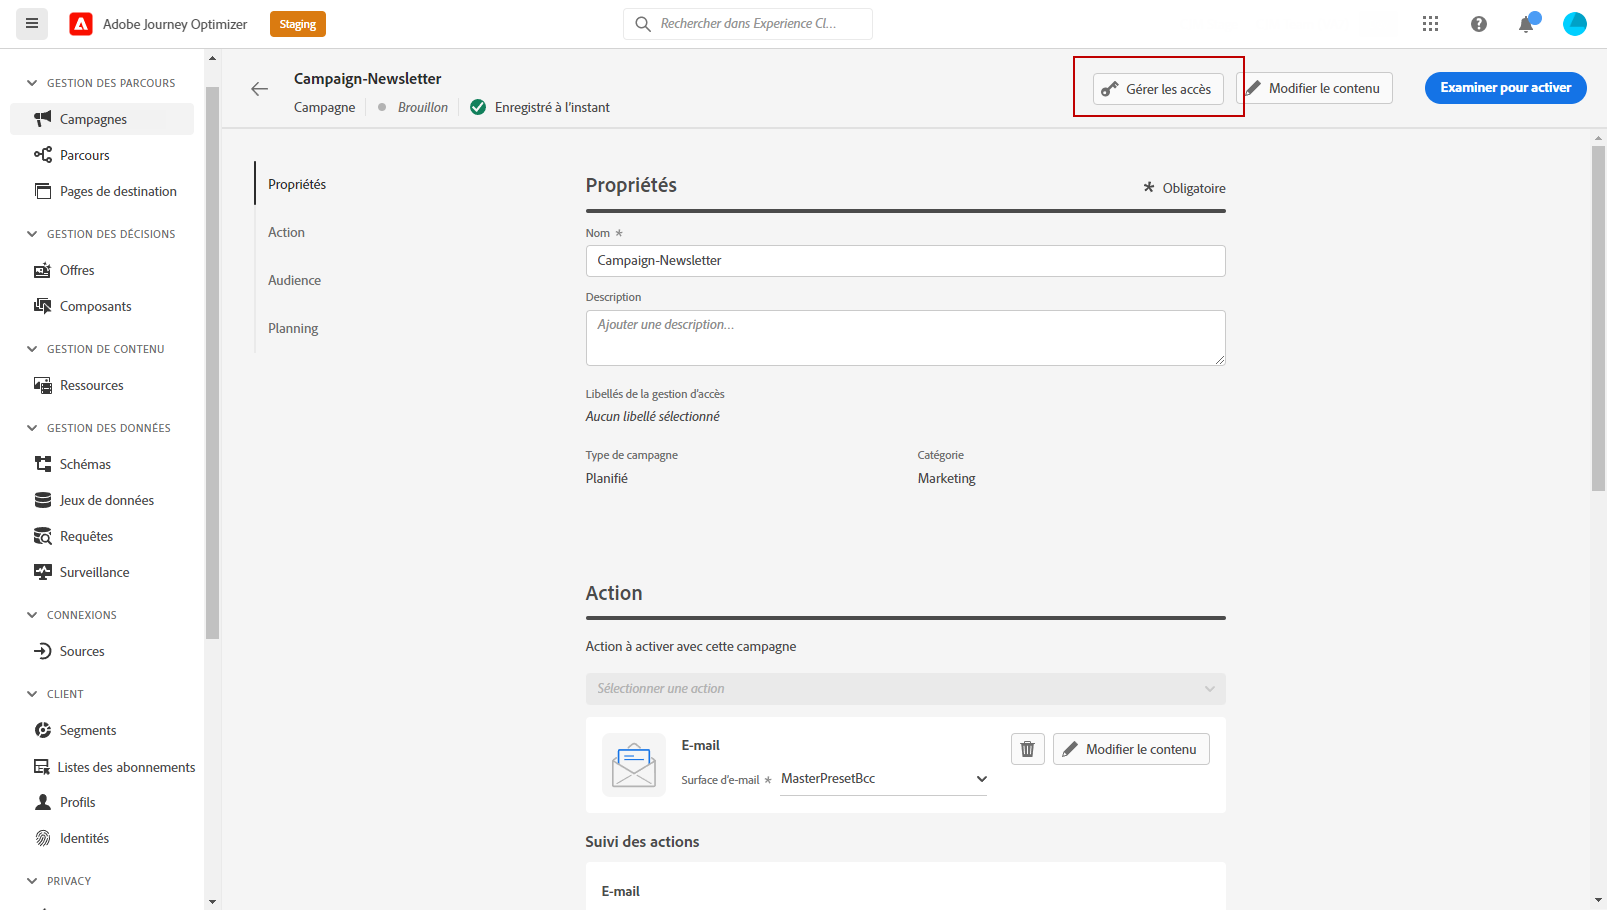 Adobe Journey Optimizer
Staging
Rechercher dans Experience Cl...
GESTION DES PARCOURS
Campagnes
Parcours
Pages de destination
GESTION DES DÉCISIONS
Offres
Composants
GESTION DE CONTENU
Ressources
GESTION DES DONNÉES
Schémas
Jeux de données
Requêtes
Surveillance
CONNEXIONS
Sources
CLIENT
Segments
Listes des abonnements
Profils
Identités
PRIVACY
Campaign-Newsletter
Campagne
Brouillon
Enregistré à l'instant
Gérer les accès
Modifier le contenu
Examiner pour activer
Propriétés
Action
Audience
Planning
Propriétés
* Obligatoire
Nom *
Campaign-Newsletter
Description
Ajouter une description...
Libellés de la gestion d'accès
Aucun libellé sélectionné
Type de campagne
Planifié
Catégorie
Marketing
Action
Action à activer avec cette campagne
Sélectionner une action
E-mail
Surface d'e-mail * MasterPresetBcc
Modifier le contenu
Suivi des actions
E-mail